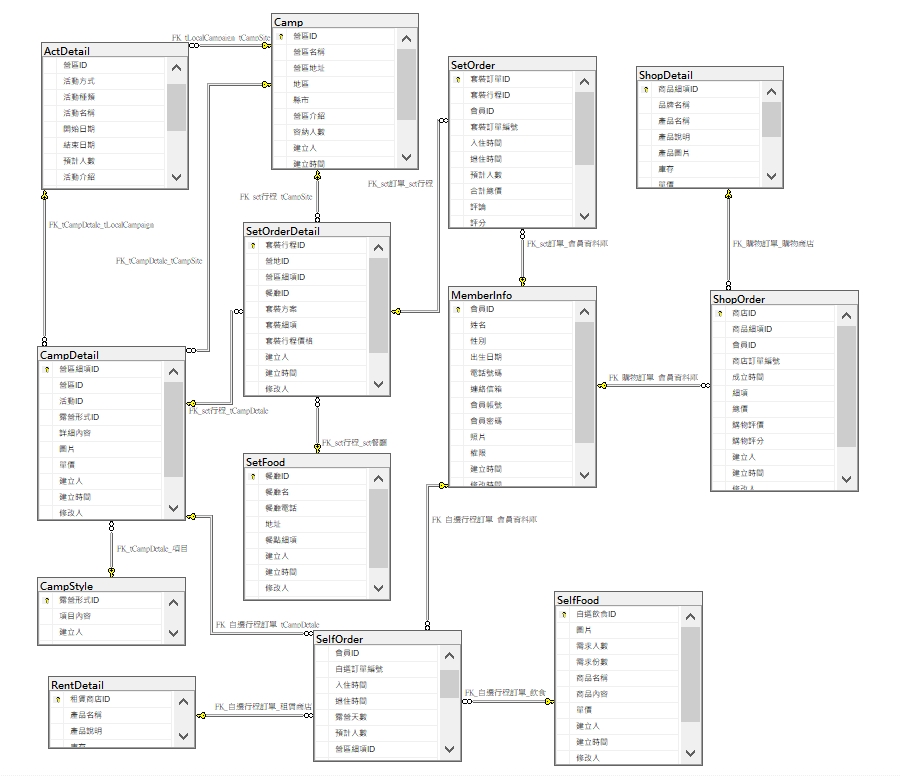 Camp
營區ID
營區名稱
營區地址
地區
縣市
營區介紹
容納人數
建立人
建立時間
FK_tLocalCampaign_tCampSite
ActDetail
營區ID
活動方式
活動種類
活動名稱
開始日期
結束日期
預計人數
活動介紹
SetOrder
套裝訂單ID
套裝行程ID
會員ID
套裝訂單編號
入住時間
退住時間
預計人數
合計總價
評論
評分
ShopDetail
商品細項ID
品牌名稱
產品名稱
產品說明
產品圖片
庫存
單價
FK_set訂單_set行程
FK_set行程_tCampSite
FK_tCampDetale_tLocalCampaign
FK_tCampDetale_tCampSite
SetOrderDetail
套裝行程ID
營地ID
營區細項ID
餐廳ID
套裝方案
套裝細項
套裝行程價格
建立人
建立時間
修改人
FK_set訂單_會員資料庫
FK_購物訂單_購物商店
MemberInfo
會員ID
姓名
性別
出生日期
電話號碼
連絡信箱
會員帳號
會員密碼
照片
權限
建立時間
修改時間
ShopOrder
商店ID
商品細項ID
會員ID
商店訂單編號
成立時間
細項
總價
購物評價
購物評分
建立人
建立時間
修改人
FK_購物訂單_會員資料庫
CampDetail
營區細項ID
營區ID
活動ID
露營形式ID
詳細內容
圖片
單價
建立人
建立時間
修改人
FK_set行程_tCampDetale
FK_set行程_set餐廳
SetFood
餐廳ID
餐廳名
餐廳電話
地址
餐點細項
建立人
建立時間
修改人
FK_自選行程訂單_會員資料庫
FK_tCampDetale_項目
CampStyle
露營形式ID
項目內容
建立人
FK_自選行程訂單_tCampDetale
SelfOrder
會員ID
自選訂單編號
入住時間
退住時間
露營天數
預計人數
營區細項ID
SelfFood
自選飲食ID
圖片
需求人數
需求份數
商品名稱
商品內容
單價
建立人
建立時間
修改人
FK_自選行程訂單_飲食
RentDetail
租賃商店ID
產品名稱
產品說明
庫存
FK_自選行程訂單_租賃商店